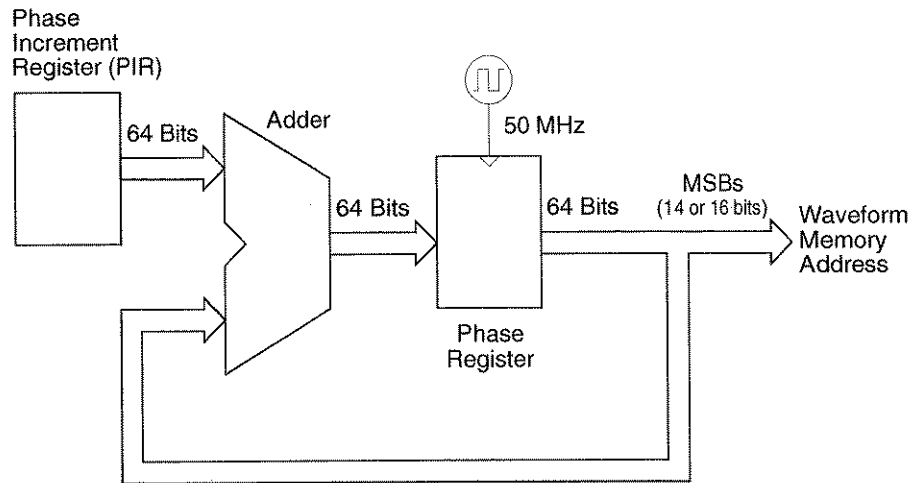 Phase
Increment
Register (PIR)
64 Bits
Adder
64 Bits
50 MHz
Phase
Register
64 Bits
MSBs
(14 or 16 bits)
Waveform
Memory
Address